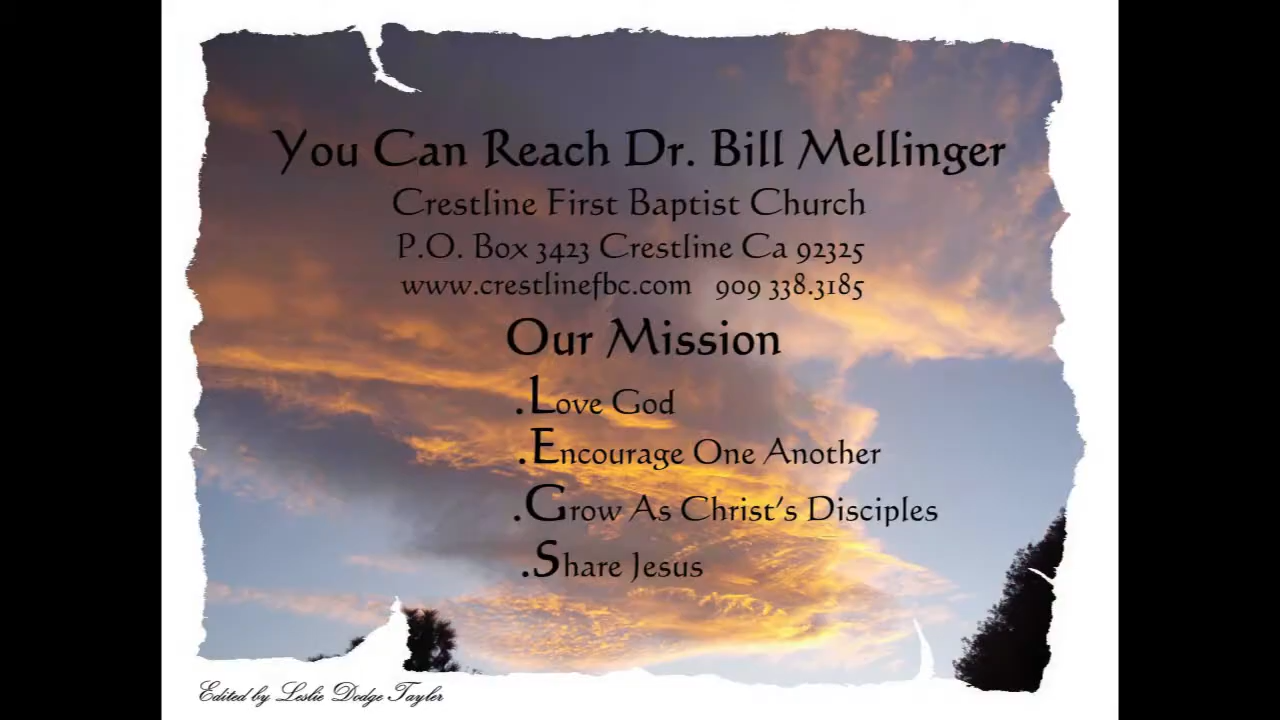 You Can Reach Dr. Bill Mellinger
Crestline First Baptist Church
P.O. Box 3423 Crestline Ca 92325
www.crestlinefbc.com 909 338.3185
Our Mission
.Love God
.Encourage One Another
.Grow As Christ's Disciples
.Share Jesus
Edited by Leslie Dodge Taylor